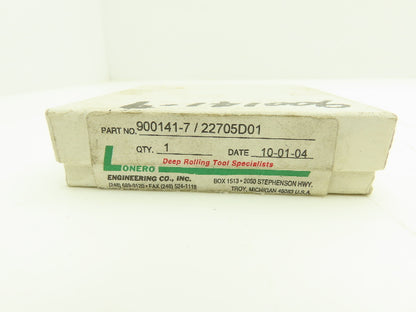 900141-7
PART NO. 900141-7 / 22705D01
QTY. 1 DATE 10-01-04
Deep Rolling Tool Specialists
LONERO
ENGINEERING CO., INC. BOX 1513 • 2050 STEPHENSON HWY.
TROY, MICHIGAN 48083 U.S.A.